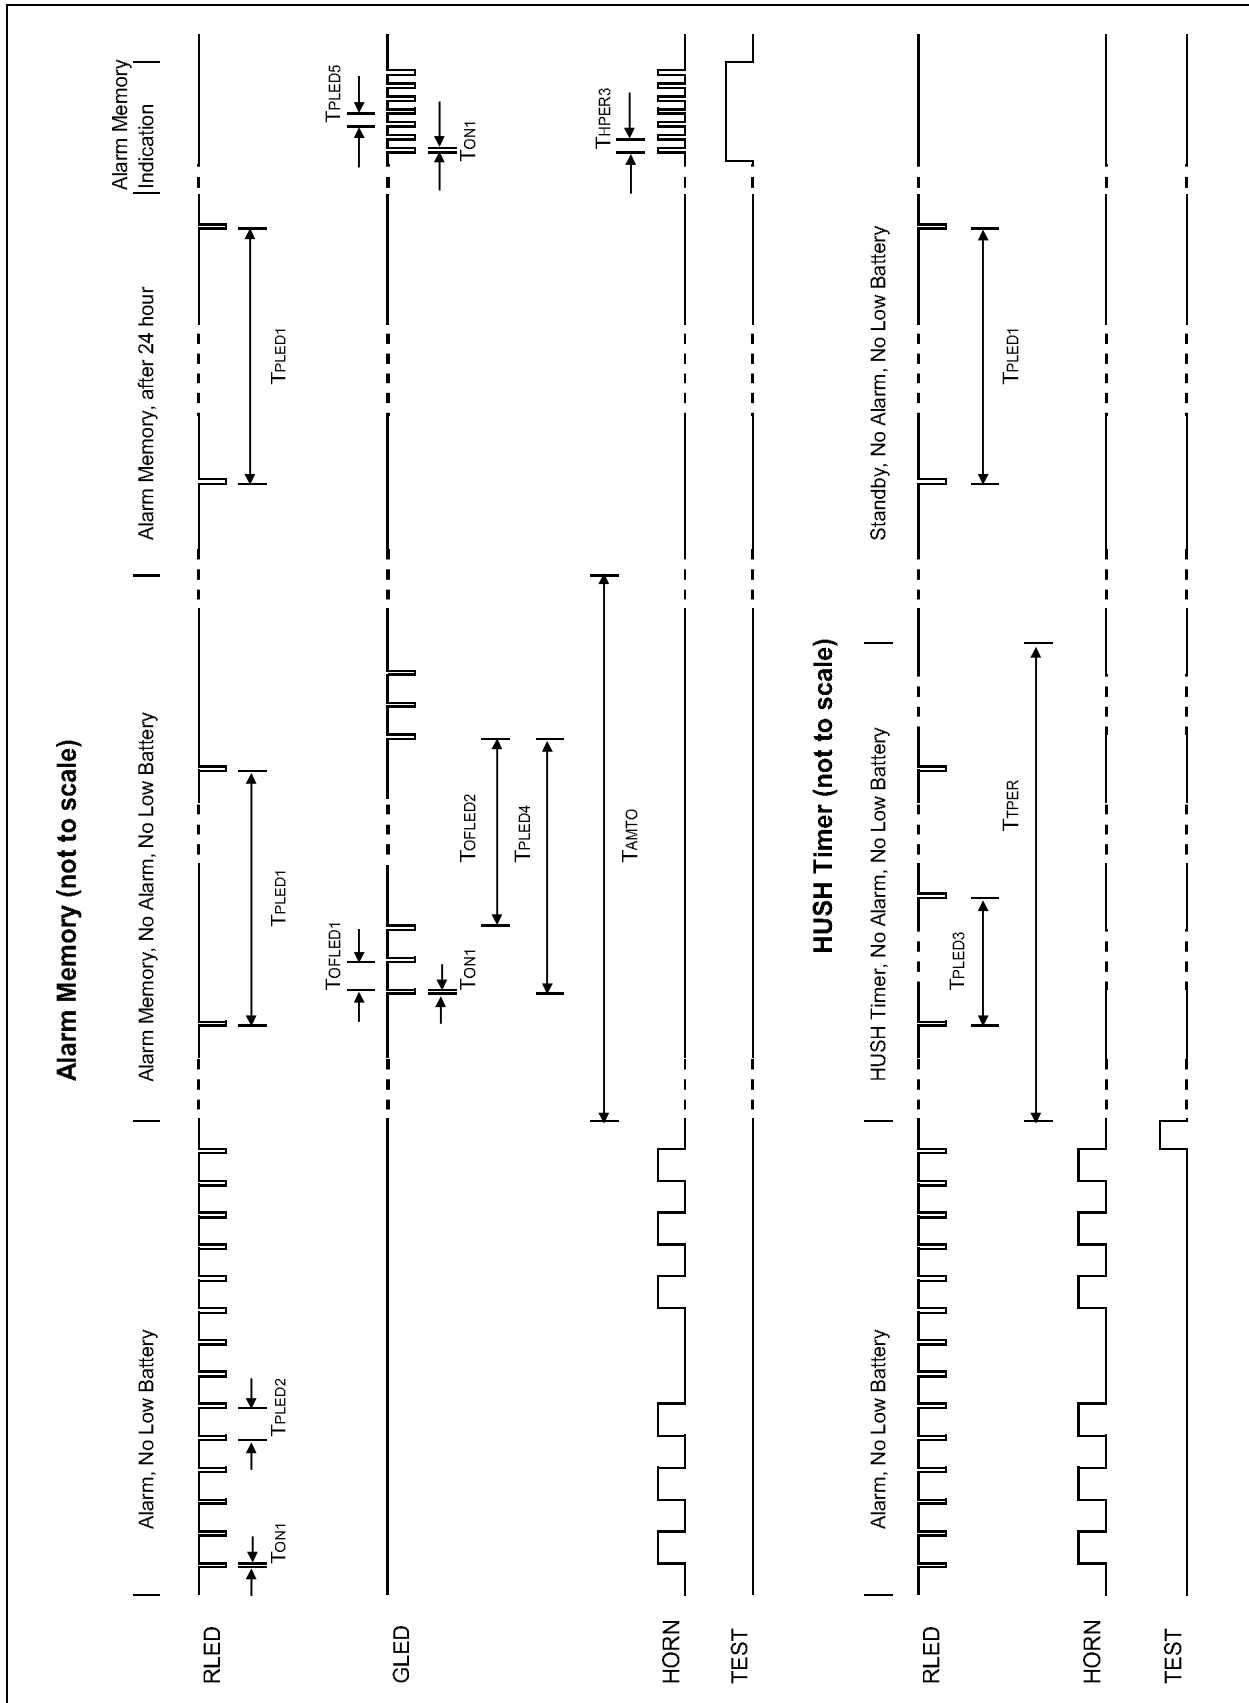 Alarm Memory (not to scale)
Alarm, No Low Battery
Alarm Memory, No Alarm, No Low Battery
Alarm Memory, after 24 hour
Alarm Memory
Indication
RLED
TON1
TPLED2
TPLED1
TPLED1
GLED
TOFLED1
TON1
TOFLED2
TPLED4
TPLED5
TON1
TAMTO
HORN
THPER3
TEST
HUSH Timer (not to scale)
Alarm, No Low Battery
HUSH Timer, No Alarm, No Low Battery
Standby, No Alarm, No Low Battery
RLED
TPLED3
TPLED1
TTPER
HORN
TEST